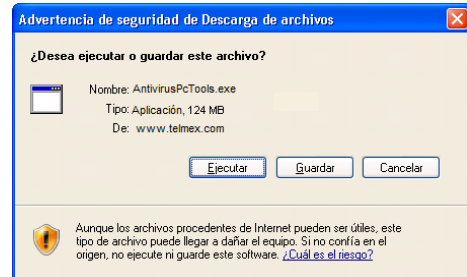 Advertencia de seguridad de Descarga de archivos
¿Desea ejecutar o guardar este archivo?
Nombre: AntivirusPcTools.exe
Tipo: Aplicación, 124 MB
De: www.telmex.com
Ejecutar Guardar Cancelar
Aunque los archivos procedentes de Internet pueden ser útiles, este
tipo de archivo puede llegar a dañar el equipo. Si no confía en el
origen, no ejecute ni guarde este software. ¿Cuál es el riesgo?